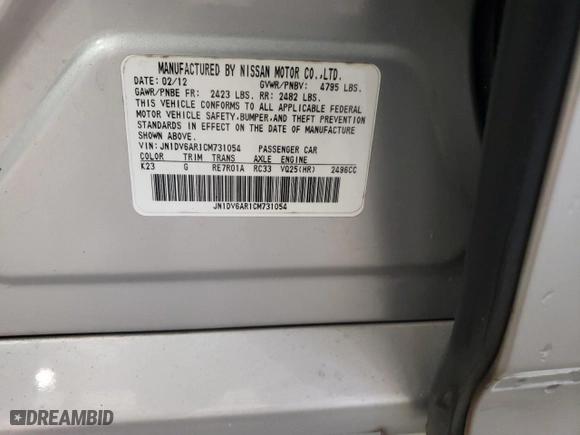 MANUFACTURED BY NISSAN MOTOR CO.,LTD.
DATE: 02/12 GVWR/PNBV: 4795 LBS.
GAWR/PNBE FR: 2423 LBS. RR: 2482 LBS.
THIS VEHICLE CONFORMS TO ALL APPLICABLE FEDERAL
MOTOR VEHICLE SAFETY,BUMPER,AND THEFT PREVENTION
STANDARDS IN EFFECT ON THE DATE OF MANUFACTURE
SHOWN ABOVE.
VIN: JN1DV6AR1CM731054 PASSENGER CAR
COLOR TRIM TRANS AXLE ENGINE
K23 G RE7R01A RC33 VQ25(HR) 2496CC
JN1DV6AR1CM731054
DREAMBID